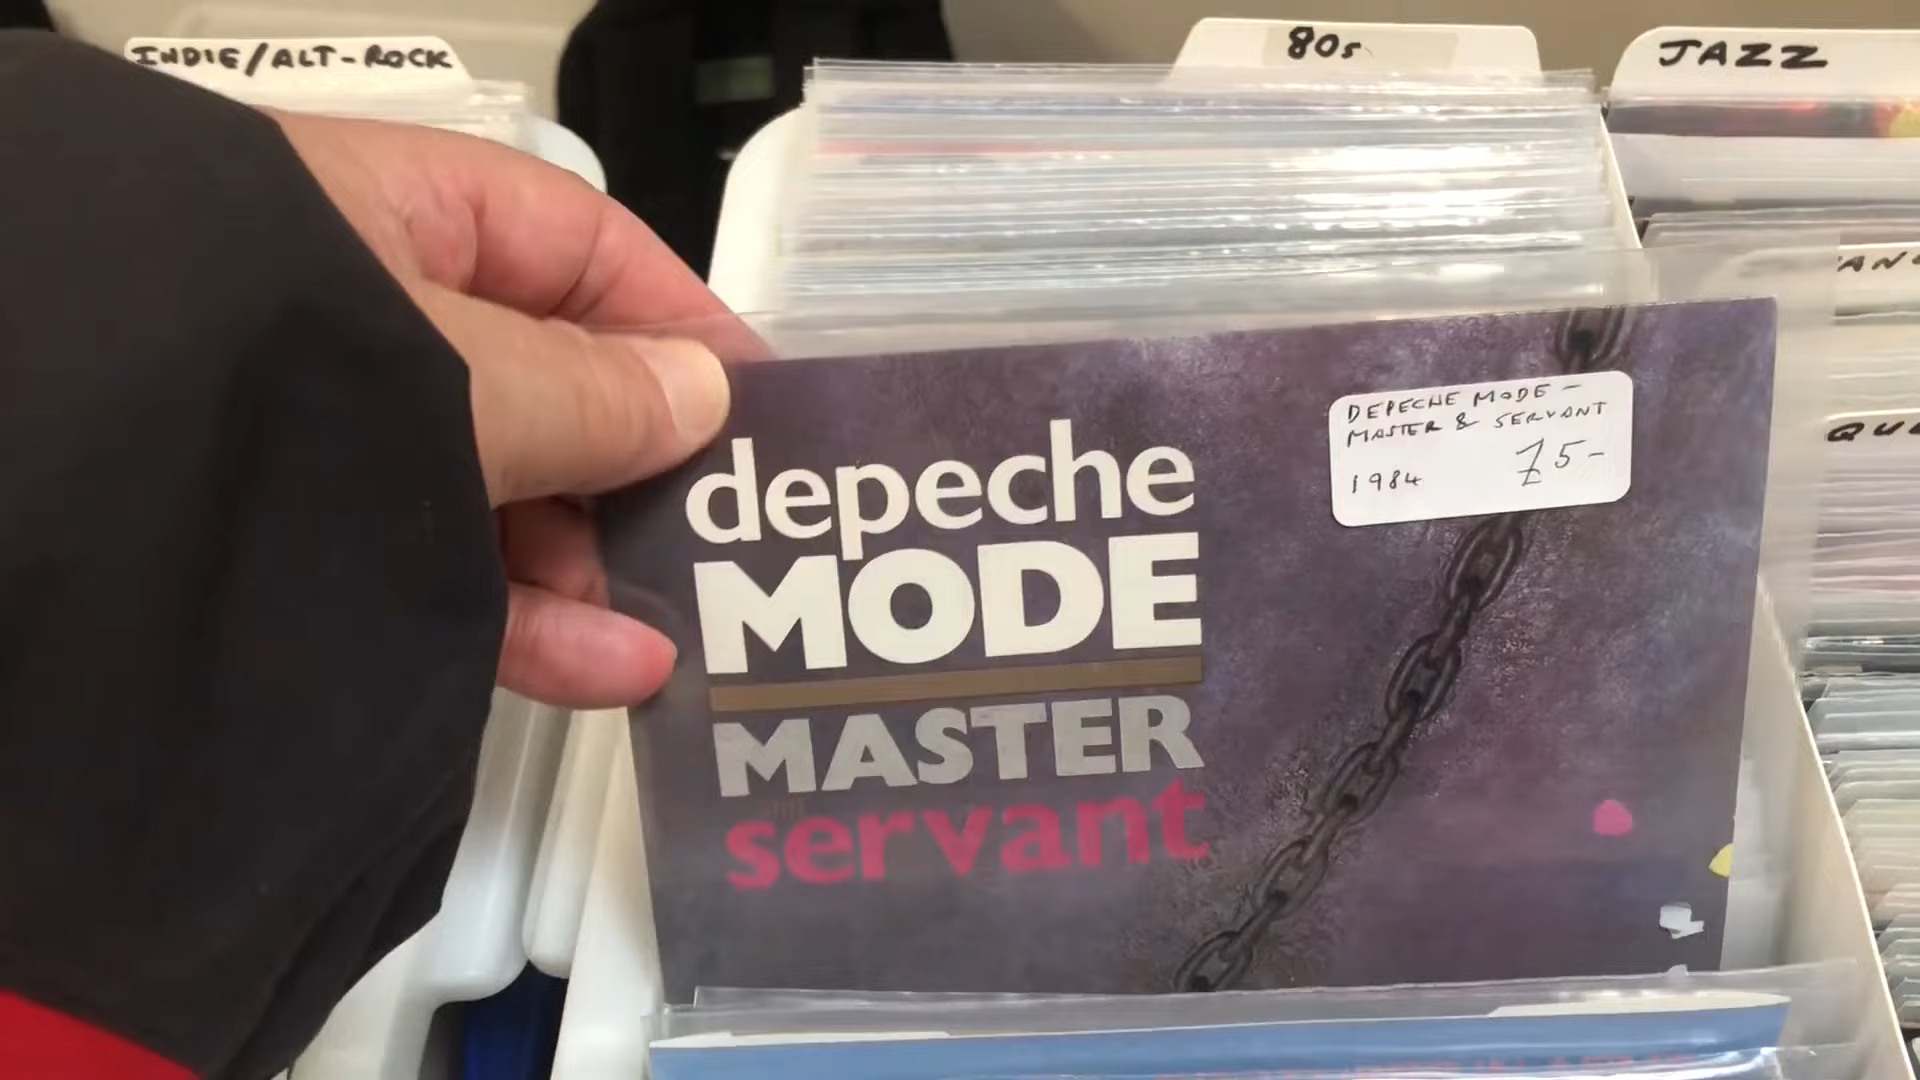 INDIE/ALT-ROCK
80s
JAZZ
DEPECHE MODE -
MASTER & SERVANT
1984 £5-
depeche
MODE
MASTER
servant